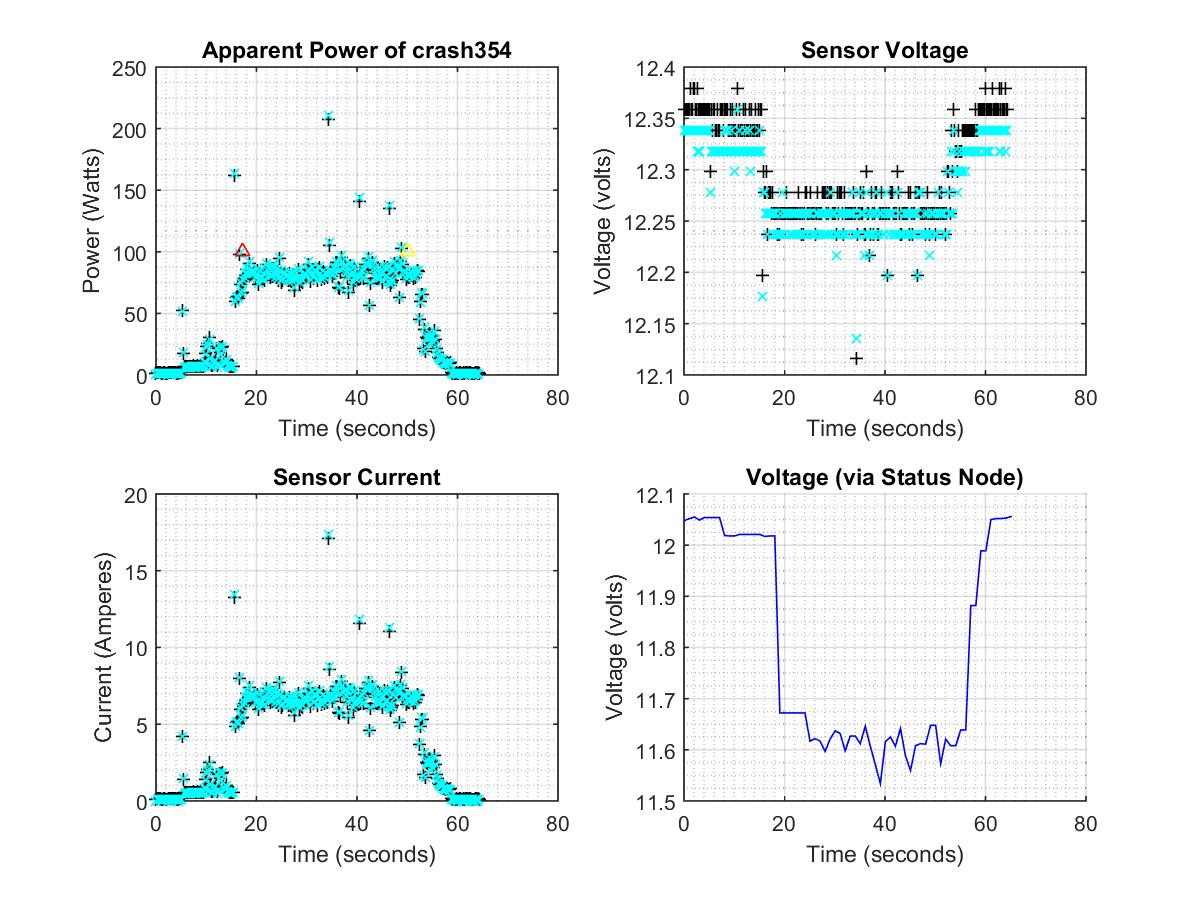 Apparent Power of crash354
250
200
150
100
50
0
Power (Watts)
0 20 40 60 80
Time (seconds)
Sensor Voltage
12.4
12.35
12.3
12.25
12.2
12.15
12.1
Voltage (volts)
0 20 40 60 80
Time (seconds)
Sensor Current
20
15
10
5
0
Current (Amperes)
0 20 40 60 80
Time (seconds)
Voltage (via Status Node)
12.1
12
11.9
11.8
11.7
11.6
11.5
Voltage (volts)
0 20 40 60 80
Time (seconds)